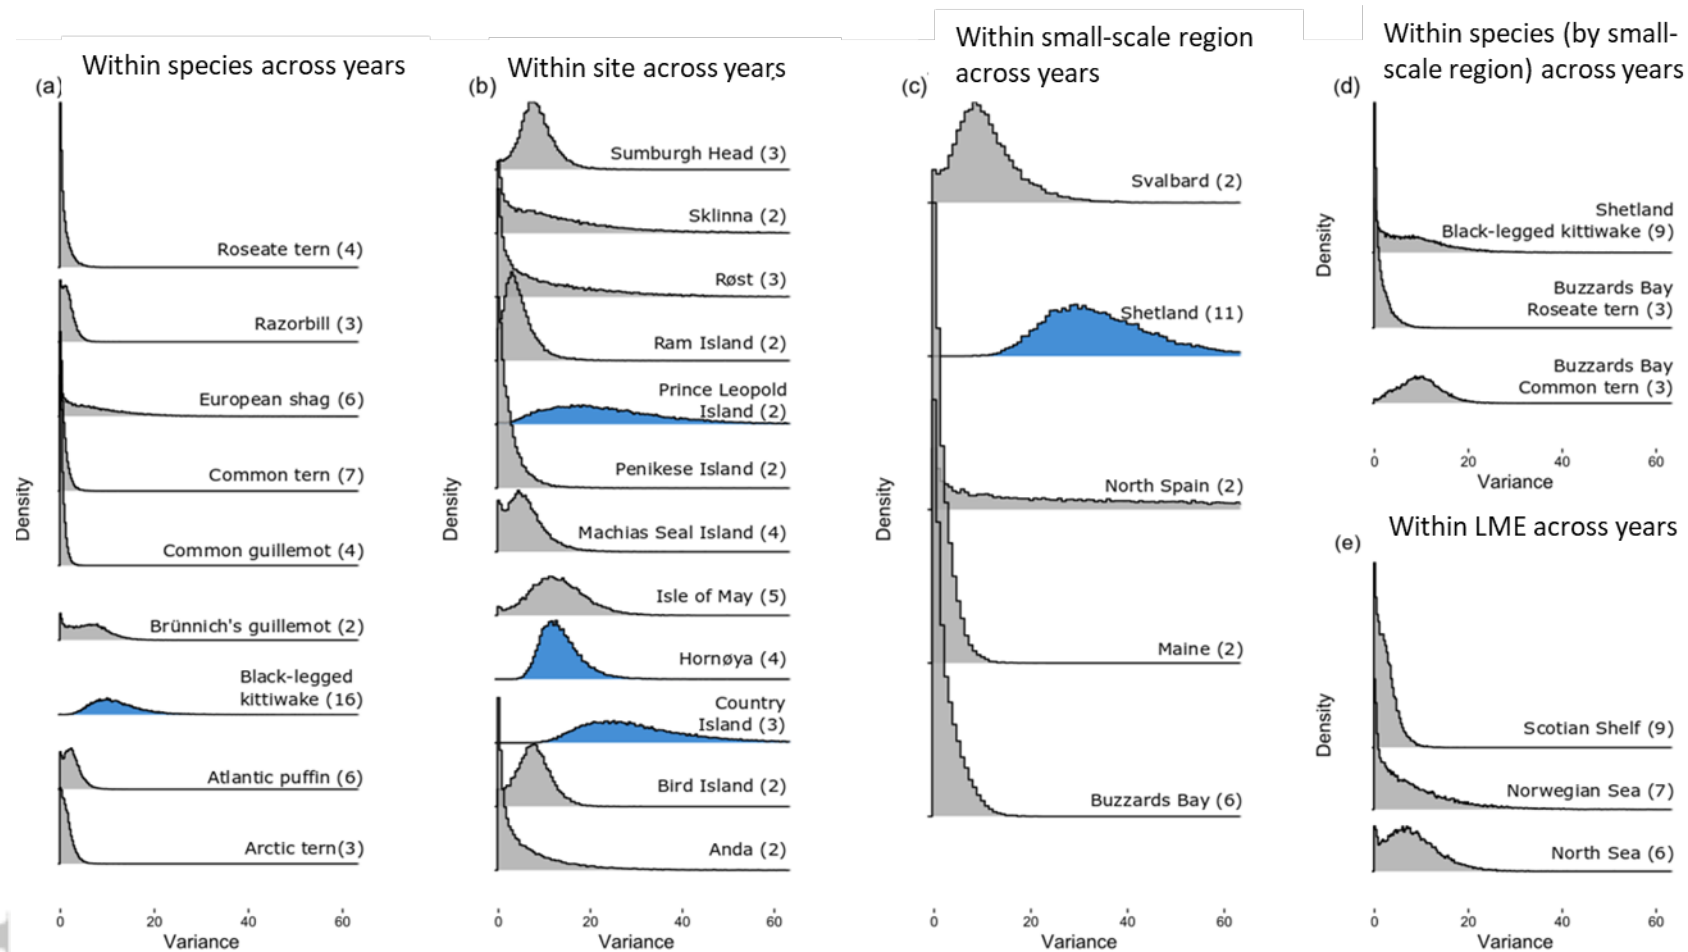 Within species across years
(a)
Roseate tern (4)
Razorbill (3)
European shag (6)
Common tern (7)
Common guillemot (4)
Brünnich's guillemot (2)
Black-legged
kittiwake (16)
Atlantic puffin (6)
Arctic tern(3)
Density
0 20 40 60
Variance
Within site across years
(b)
Sumburgh Head (3)
Sklinna (2)
Røst (3)
Ram Island (2)
Prince Leopold
Island (2)
Penikese Island (2)
Machias Seal Island (4)
Isle of May (5)
Hornøya (4)
Country
Island (3)
Bird Island (2)
Anda (2)
Density
0 20 40 60
Variance
Within small-scale region
across years
(c)
Svalbard (2)
Shetland (11)
North Spain (2)
Maine (2)
Buzzards Bay (6)
Density
0 20 40 60
Variance
Within species (by small-
scale region) across years
(d)
Shetland
Black-legged kittiwake (9)
Buzzards Bay
Roseate tern (3)
Buzzards Bay
Common tern (3)
Density
0 20 40 60
Variance
Within LME across years
(e)
Scotian Shelf (9)
Norwegian Sea (7)
North Sea (6)
Density
0 20 40 60
Variance